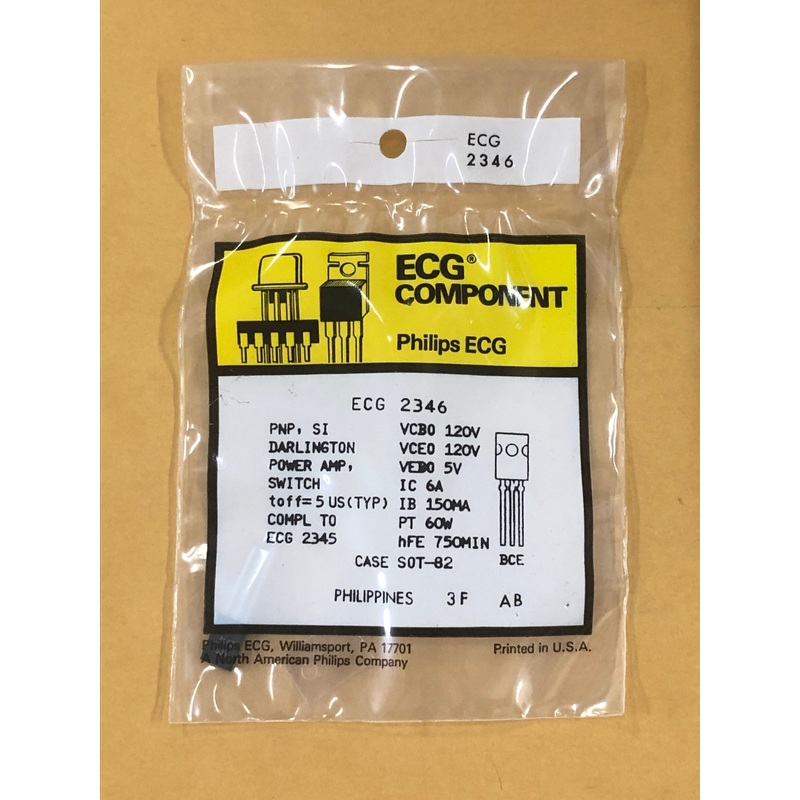 ECG
2346
ECG®
COMPONENT
Philips ECG
ECG 2346
PNP, SI VCBO 120V
DARLINGTON VCEO 120V
POWER AMP, VEBO 5V
SWITCH IC 6A
toff= 5 US(TYP) IB 150MA
COMPL TO PT 60W
ECG 2345 hFE 750MIN
BCE
CASE SOT-82
PHILIPPINES 3F AB
Philips ECG, Williamsport, PA 17701 Printed in U.S.A.
A North American Philips Company